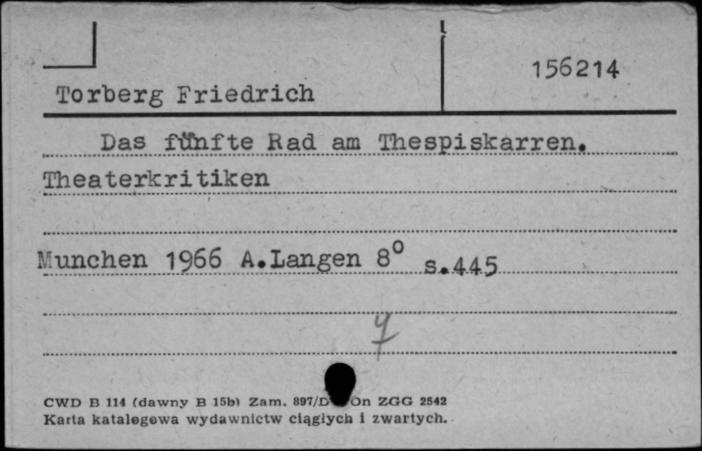 156214
Torberg Friedrich
Das fünfte Rad am Thespiskarren.
Theaterkritiken
Munchen 1966 A.Langen 8° s.445
CWD B 114 (dawny B 15b) Zam. 897/D On ZGG 2542
Karta katalogowa wydawnictw ciągłych i zwartych.